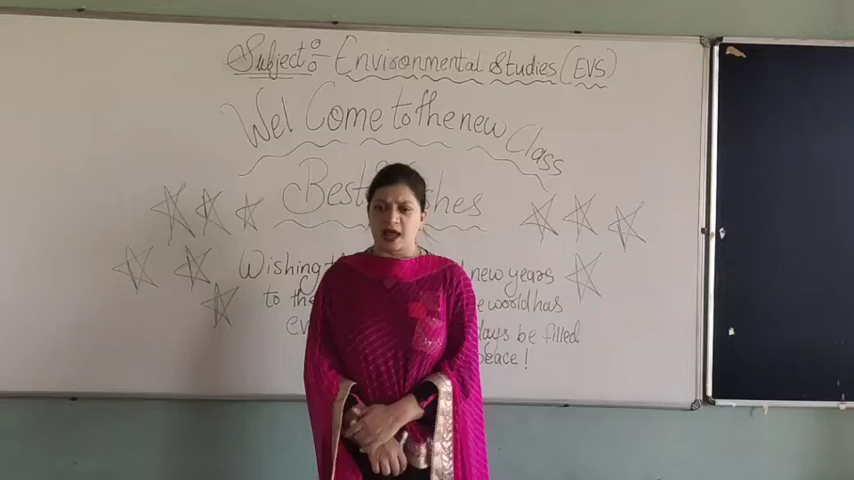 Subject :- Environmental Studies (EVS)
Wel Come to the new Class
Best shes
Wishing new years
to the world has
days be filled
peace!